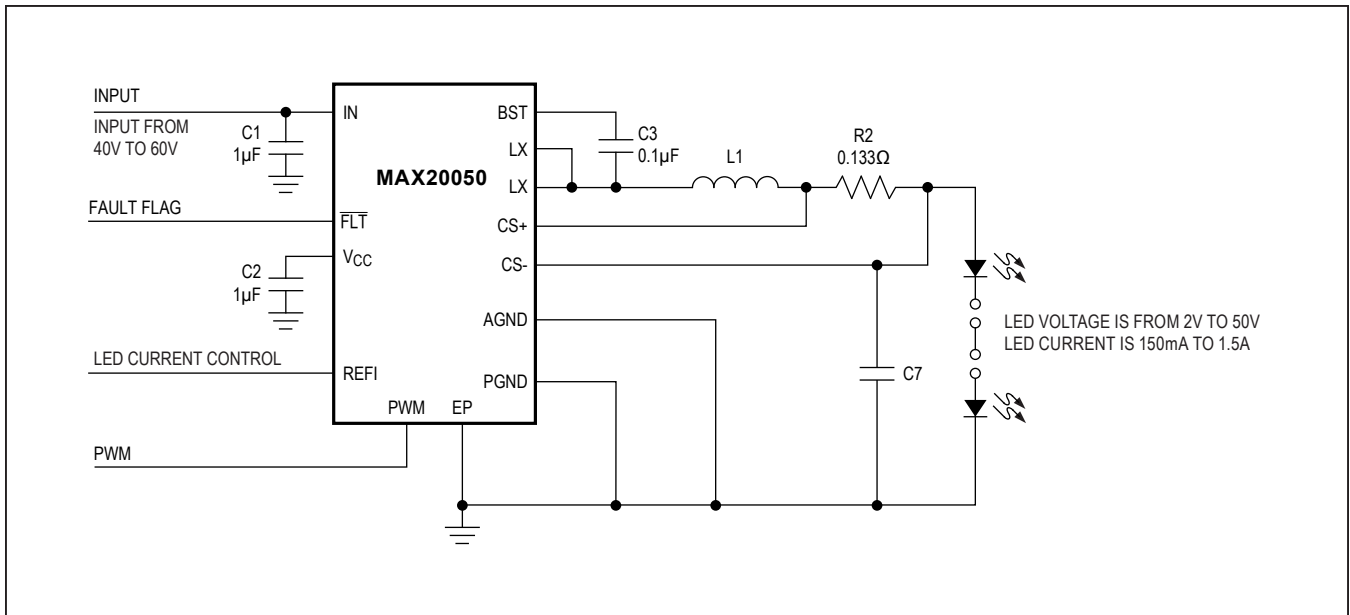 INPUT
INPUT FROM
40V TO 60V
C1
1µF
FAULT FLAG
C2
1µF
LED CURRENT CONTROL
PWM
IN
FLT
VCC
REFI
PWM
EP
MAX20050
BST
LX
LX
CS+
CS-
AGND
PGND
C3
0.1µF
L1
R2
0.133Ω
C7
LED VOLTAGE IS FROM 2V TO 50V
LED CURRENT IS 150mA TO 1.5A